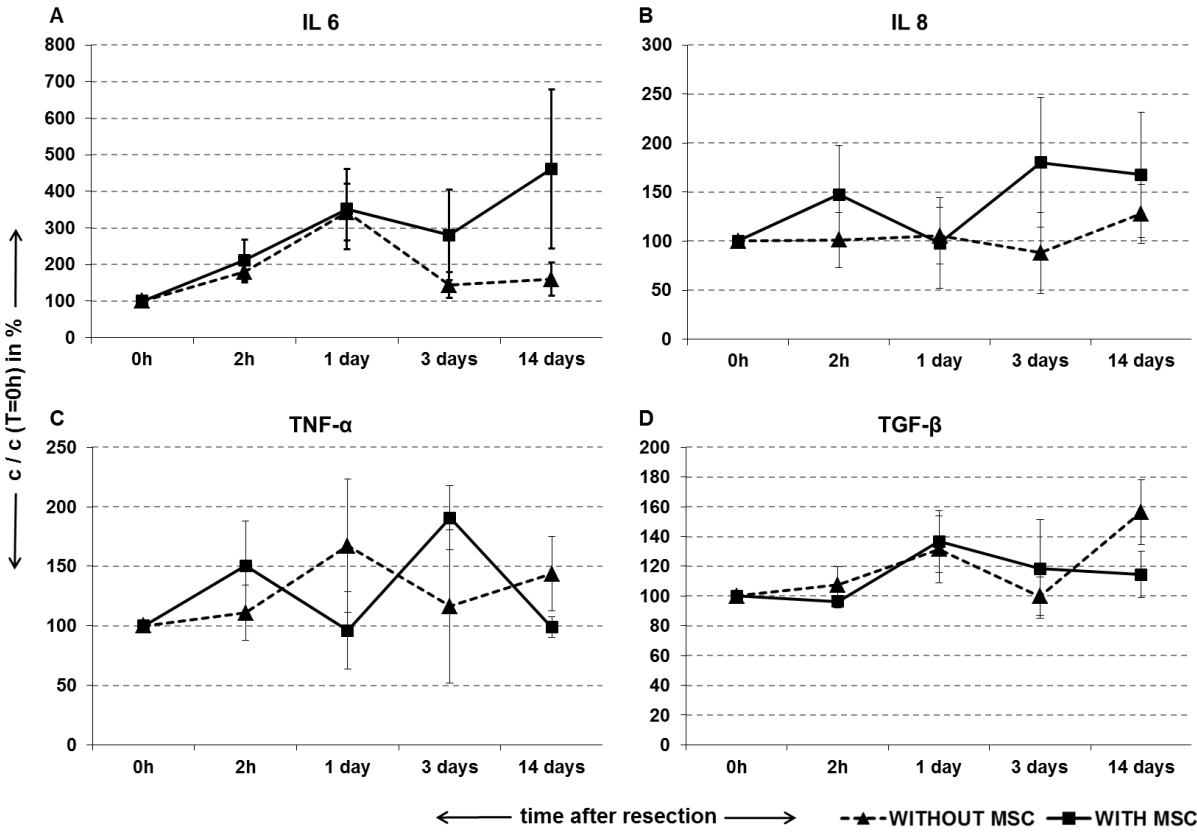 A
IL 6
800
700
600
500
400
300
200
100
0
0h 2h 1 day 3 days 14 days
B
IL 8
300
250
200
150
100
50
0
0h 2h 1 day 3 days 14 days
c / c (T=0h) in %
C
TNF-α
250
200
150
100
50
0
0h 2h 1 day 3 days 14 days
D
TGF-β
200
180
160
140
120
100
80
60
40
20
0
0h 2h 1 day 3 days 14 days
time after resection
WITHOUT MSC WITH MSC